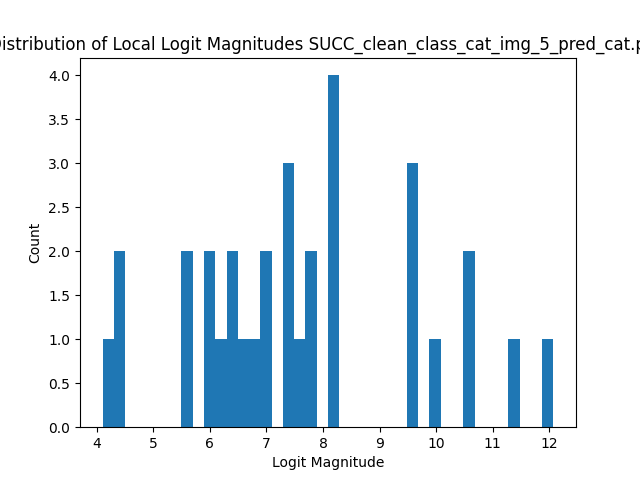 istribution of Local Logit Magnitudes SUCC_clean_class_cat_img_5_pred_cat.p
4.0
3.5
3.0
2.5
2.0
1.5
1.0
0.5
0.0
Count
4 5 6 7 8 9 10 11 12
Logit Magnitude